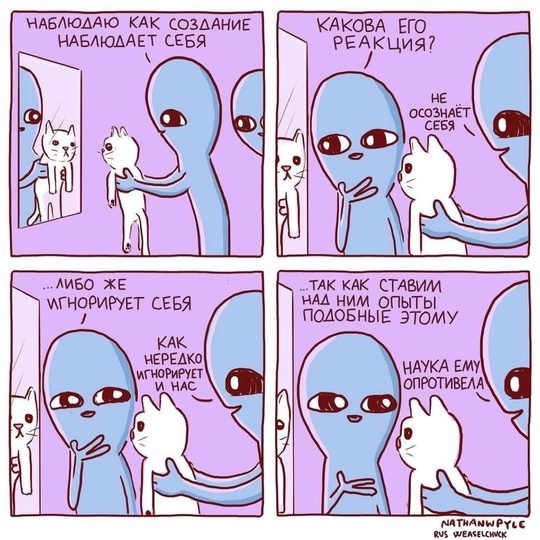 НАБЛЮДАЮ КАК СОЗДАНИЕ
НАБЛЮДАЕТ СЕБЯ
КАКОВА ЕГО
РЕАКЦИЯ?
НЕ
ОСОЗНАЁТ
СЕБЯ
...ЛИБО ЖЕ
ИГНОРИРУЕТ СЕБЯ
КАК
НЕРЕДКО
ИГНОРИРУЕТ
И НАС
...ТАК КАК СТАВИМ
НАД НИМ ОПЫТЫ
ПОДОБНЫЕ ЭТОМУ
НАУКА ЕМУ
ОПРОТИВЕЛА
NATHANWPYLE
RUS WEASELCHVCK